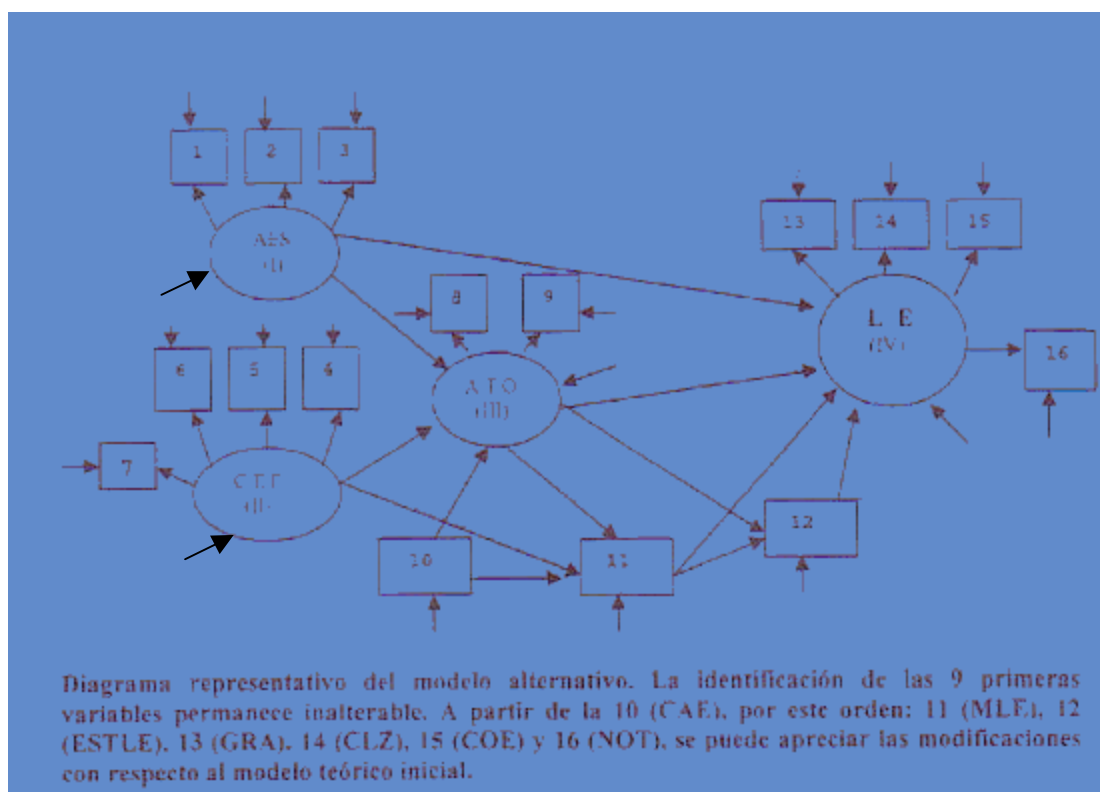 1 2 3
13 14 15
AES
(I)
8 9
L E
(IV)
6 5 4
16
(III)
7
(II)
12
10 11
Diagrama representativo del modelo alternativo. La identificación de las 9 primeras
variables permanece inalterable. A partir de la 10 (CAE), por este orden: 11 (MLE), 12
(ESTLE), 13 (GRA), 14 (CLZ), 15 (COE) y 16 (NOT), se puede apreciar las modificaciones
con respecto al modelo teórico inicial.